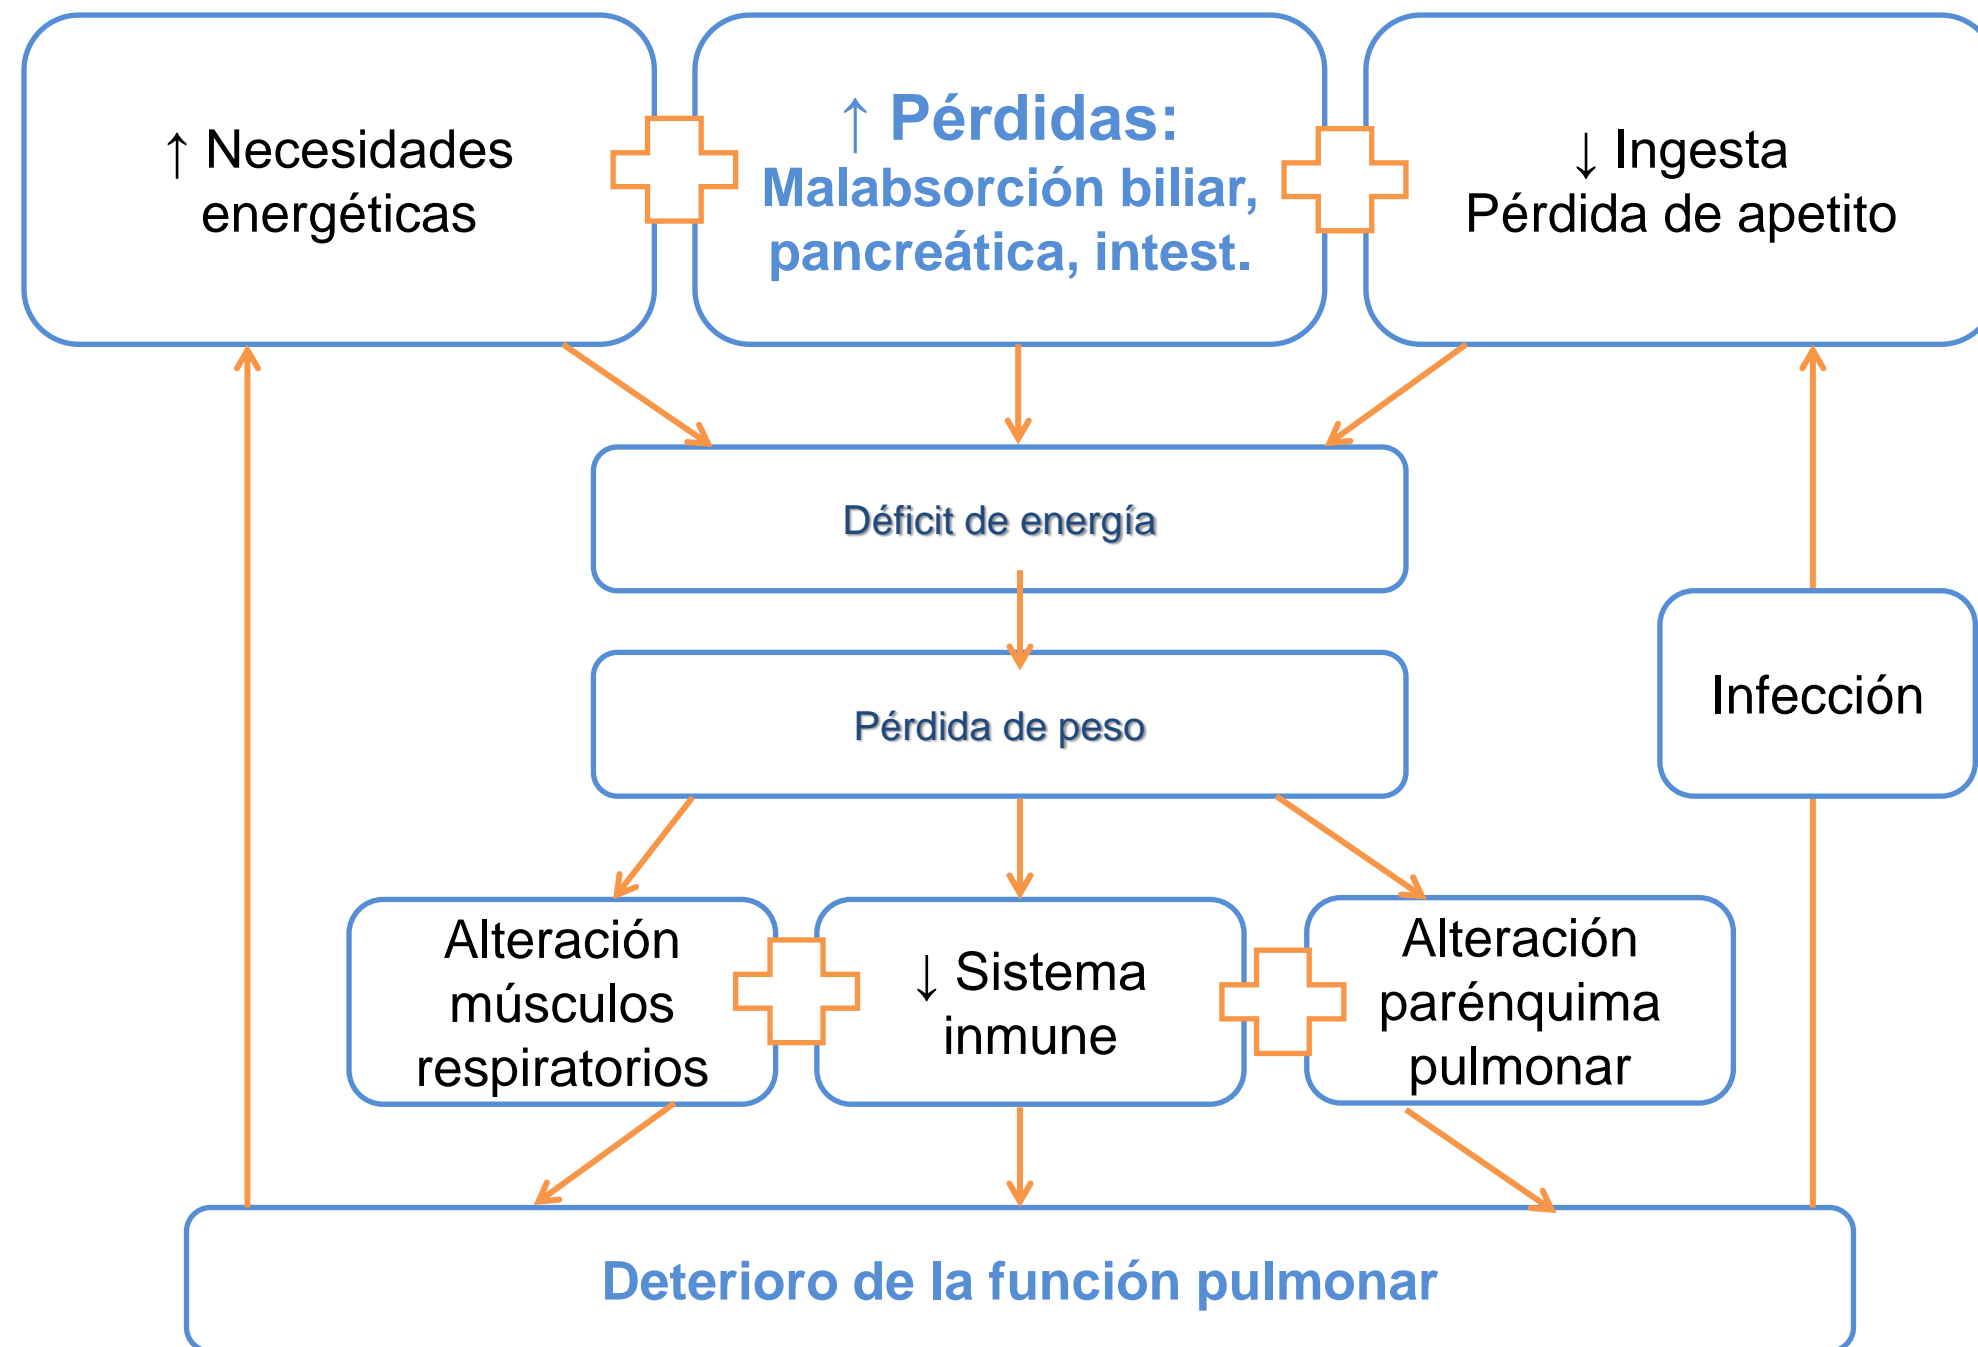 ↑ Necesidades
energéticas
↑ Pérdidas:
Malabsorción biliar,
pancreática, intest.
↓ Ingesta
Pérdida de apetito
Déficit de energía
Pérdida de peso
Infección
Alteración
músculos
respiratorios
↓ Sistema
inmune
Alteración
parénquima
pulmonar
Deterioro de la función pulmonar